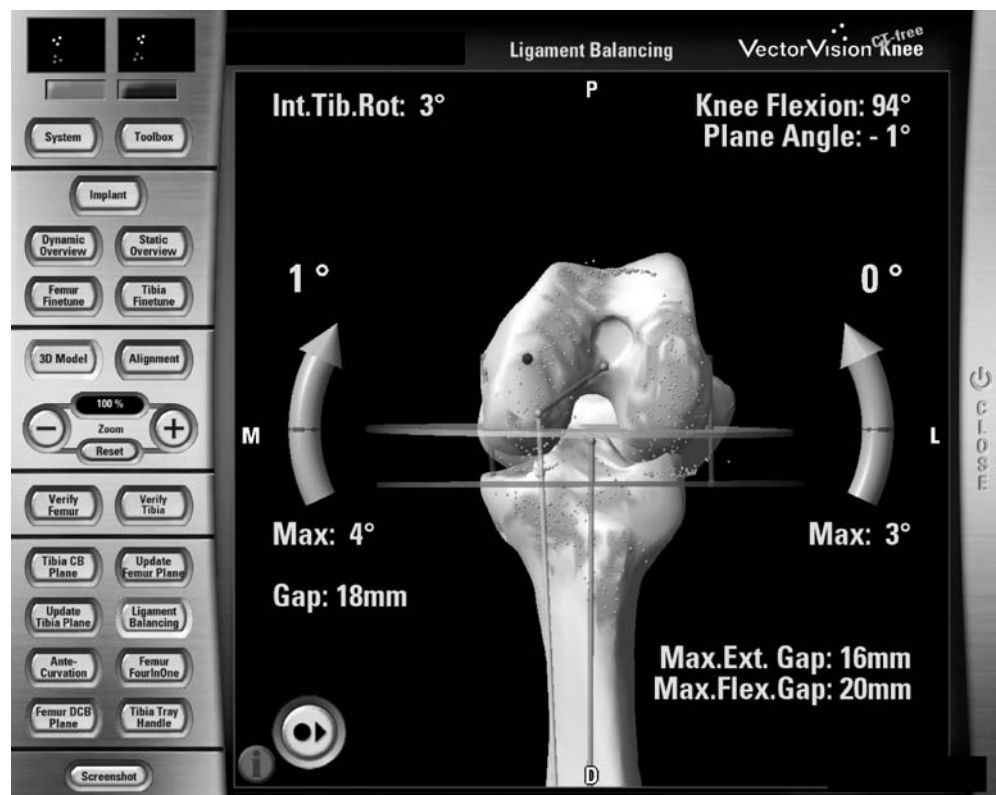 Ligament Balancing
VectorVision Knee
CT-free
System
Toolbox
Implant
Dynamic
Overview
Static
Overview
Femur
Finetune
Tibia
Finetune
3D Model
Alignment
100 %
Zoom
Reset
Verify
Femur
Verify
Tibia
Tibia CB
Plane
Update
Femur Plane
Update
Tibia Plane
Ligament
Balancing
Ante-
Curvation
Femur
FourInOne
Femur DCB
Plane
Tibia Tray
Handle
Screenshot
Int.Tib.Rot: 3°
P
Knee Flexion: 94°
Plane Angle: - 1°
1 °
0 °
M
L
Max: 4°
Max: 3°
Gap: 18mm
Max.Ext. Gap: 16mm
Max.Flex.Gap: 20mm
D
i
CLOSE